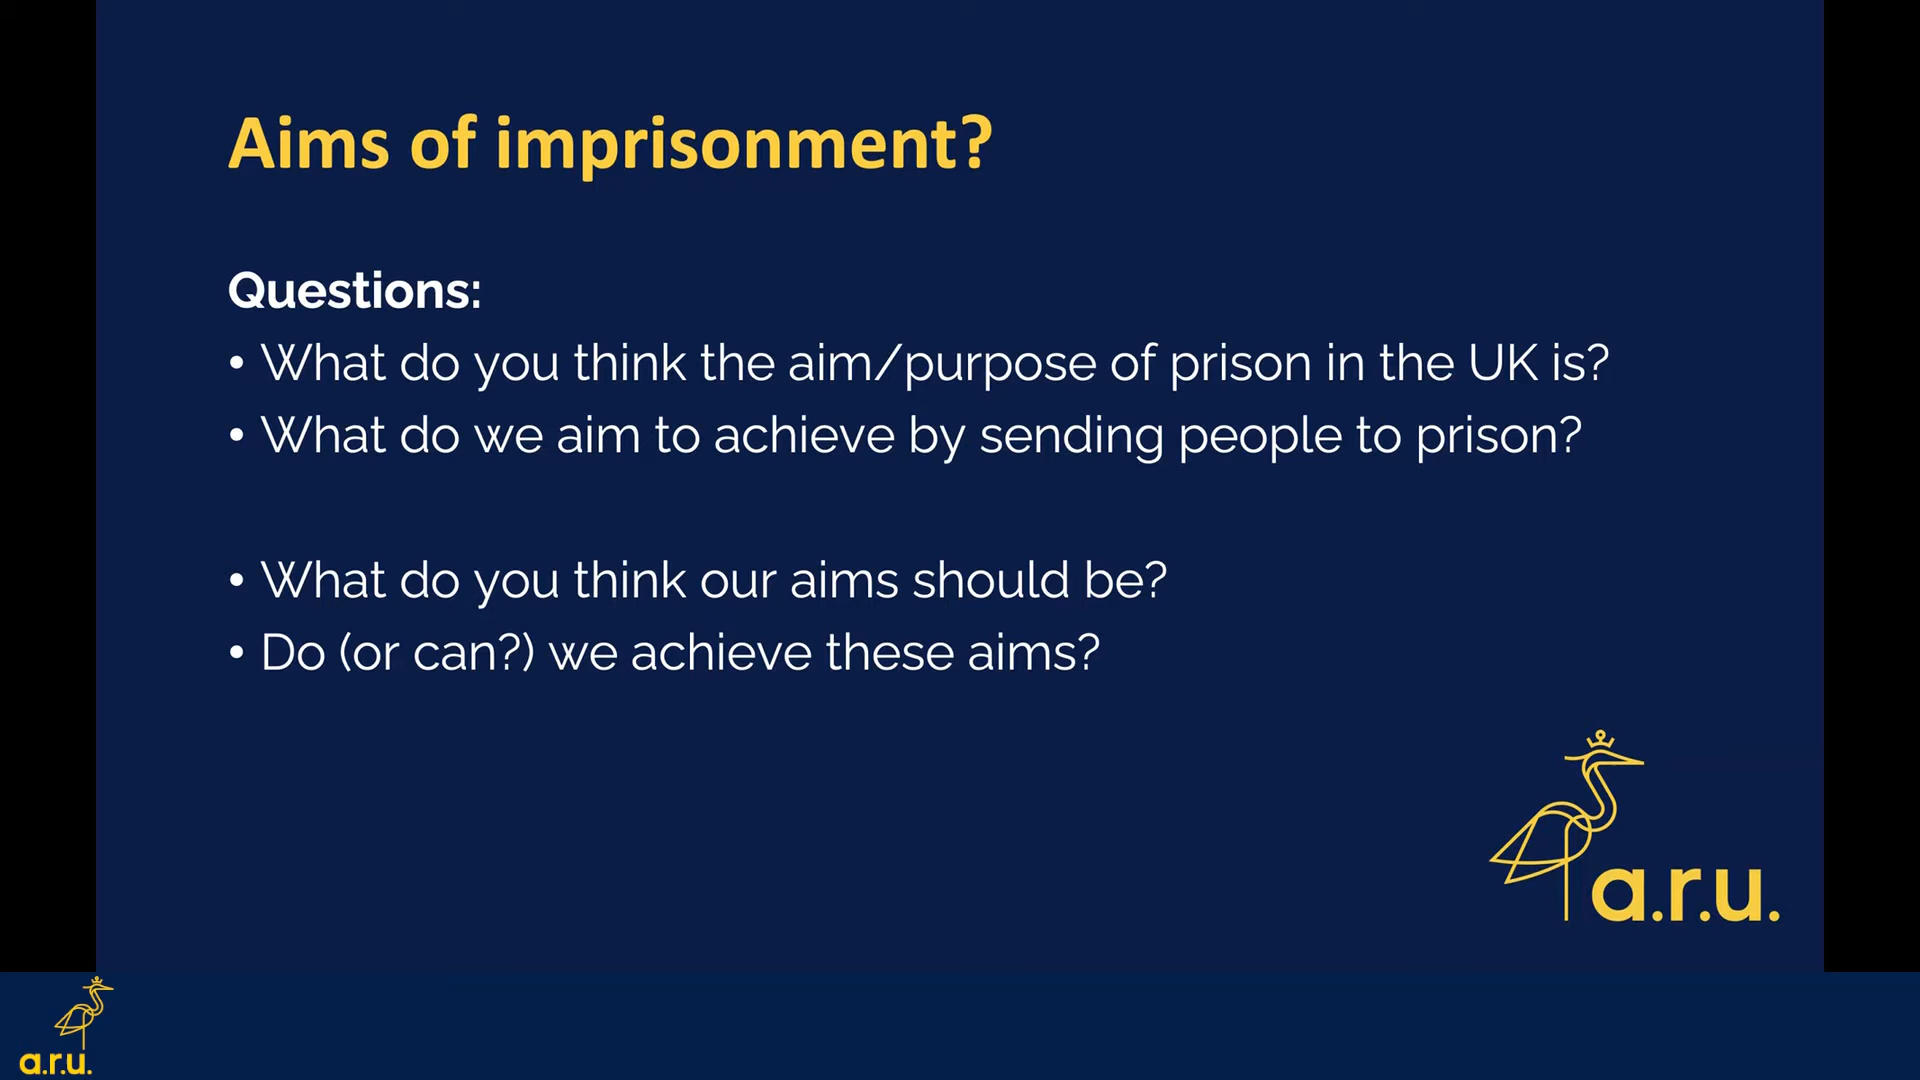 Aims of imprisonment?
Questions:
• What do you think the aim/purpose of prison in the UK is?
• What do we aim to achieve by sending people to prison?
• What do you think our aims should be?
• Do (or can?) we achieve these aims?
a.r.u.
a.r.u.